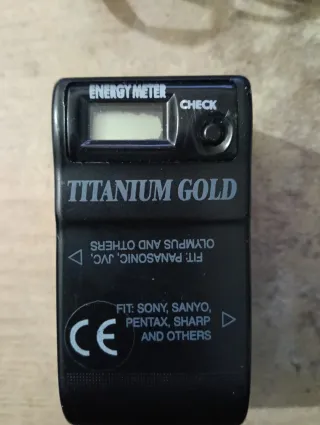 ENERGY METER
CHECK
TITANIUM GOLD
FIT: PANASONIC, JVC,
OLYMPUS AND OTHERS
FIT: SONY, SANYO,
PENTAX, SHARP
AND OTHERS
CE